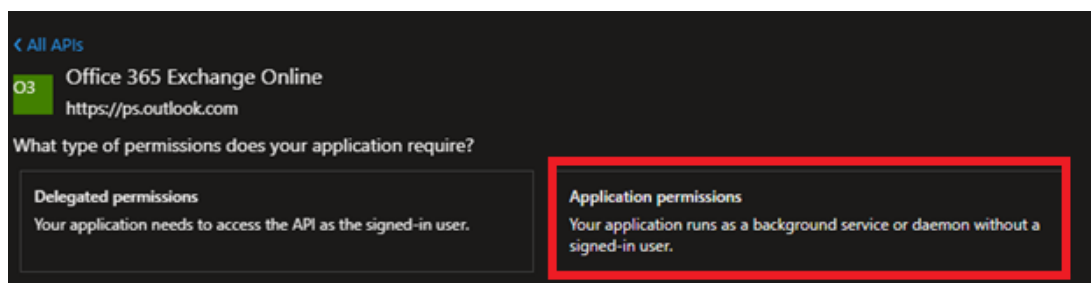 < All APIs
O3
Office 365 Exchange Online
https://ps.outlook.com
What type of permissions does your application require?
Delegated permissions
Your application needs to access the API as the signed-in user.
Application permissions
Your application runs as a background service or daemon without a
signed-in user.